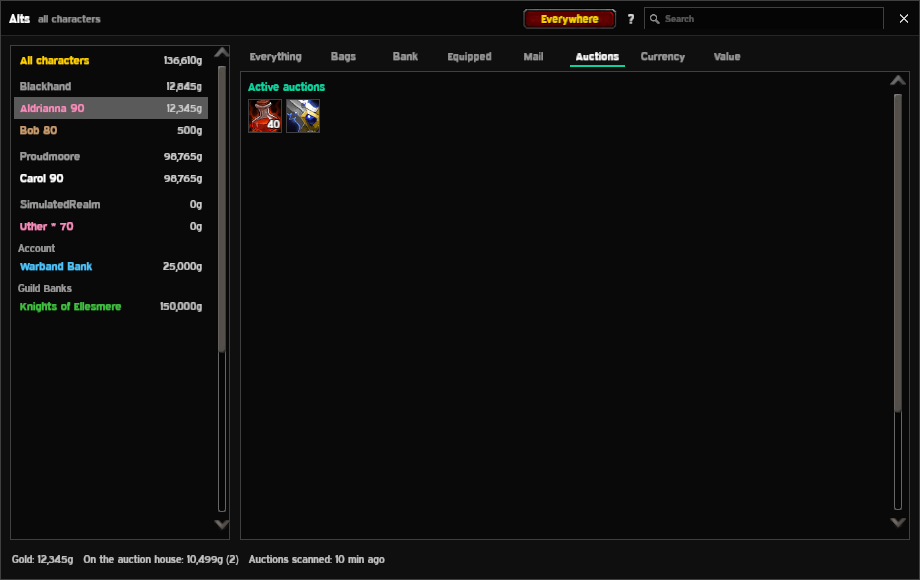 Alts all characters Everywhere ? Search
All characters 136,610g
Blackhand 12,845g
Aldrianna 90 12,345g
Bob 80 500g
Proudmoore 98,765g
Carol 90 98,765g
SimulatedRealm 0g
Uther * 70 0g
Account
Warband Bank 25,000g
Guild Banks
Knights of Ellesmere 150,000g
Everything Bags Bank Equipped Mail Auctions Currency Value
Active auctions
40
Gold: 12,345g On the auction house: 10,499g (2) Auctions scanned: 10 min ago